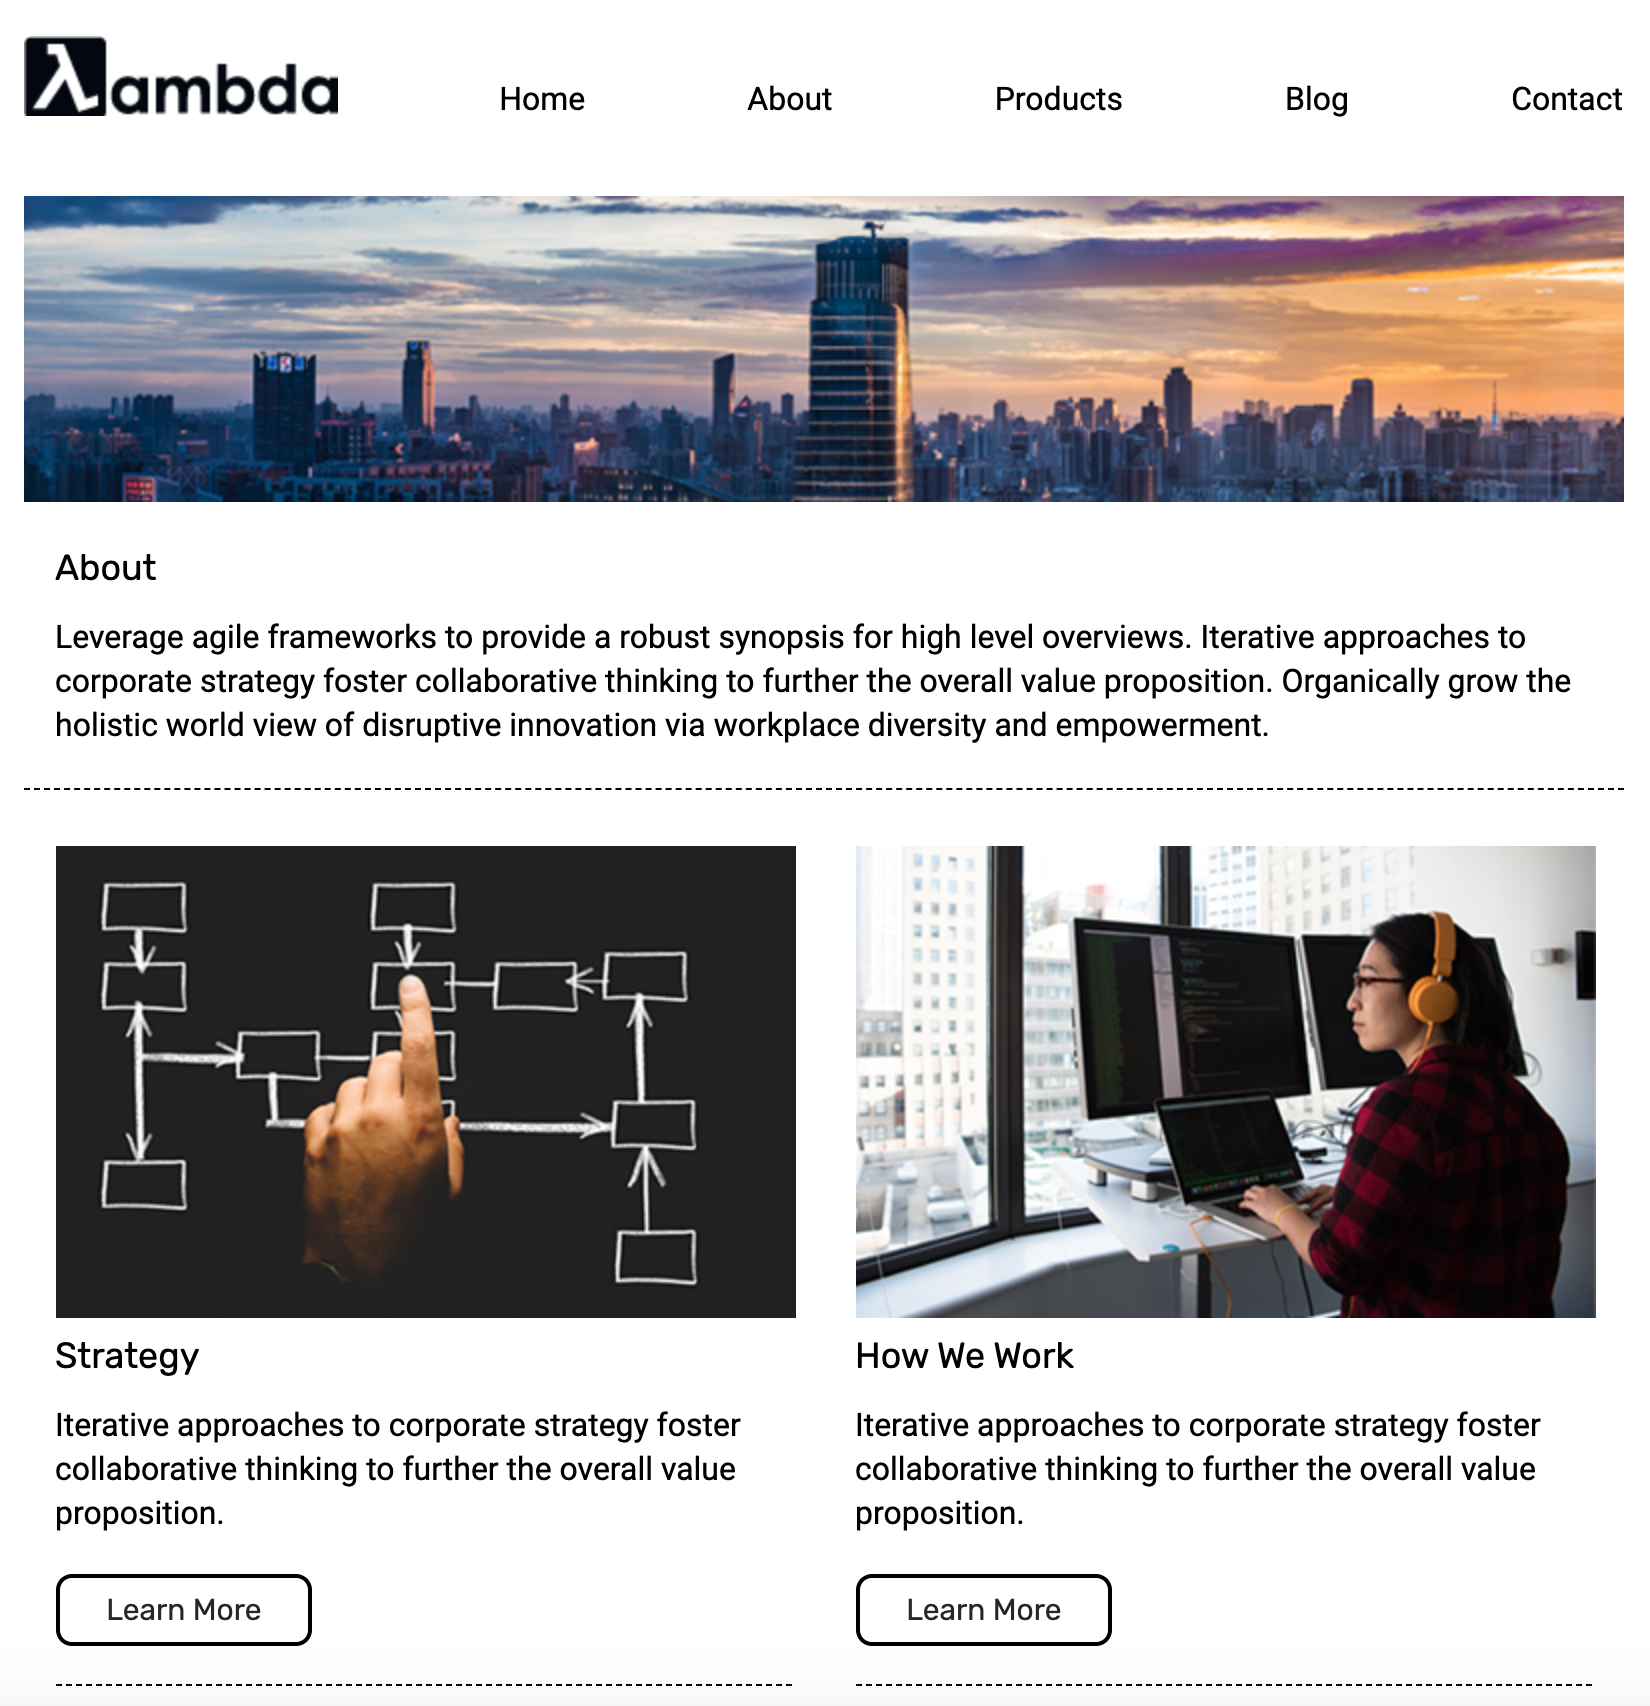 λambda
Home About Products Blog Contact
About
Leverage agile frameworks to provide a robust synopsis for high level overviews. Iterative approaches to
corporate strategy foster collaborative thinking to further the overall value proposition. Organically grow the
holistic world view of disruptive innovation via workplace diversity and empowerment.
Strategy
Iterative approaches to corporate strategy foster
collaborative thinking to further the overall value
proposition.
Learn More
How We Work
Iterative approaches to corporate strategy foster
collaborative thinking to further the overall value
proposition.
Learn More